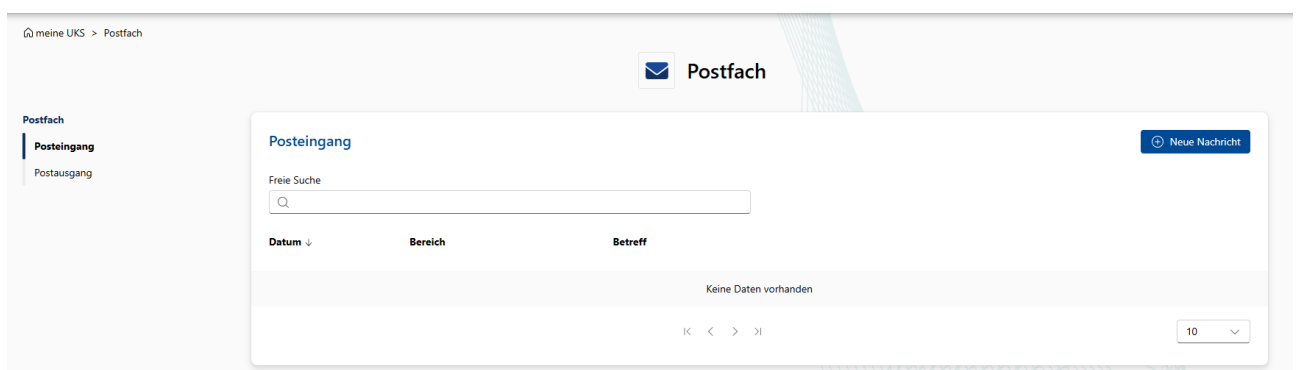 meine UKS > Postfach
Postfach
Postfach
Posteingang
Postausgang
Posteingang
Neue Nachricht
Freie Suche
Datum ↓ Bereich Betreff
Keine Daten vorhanden
10